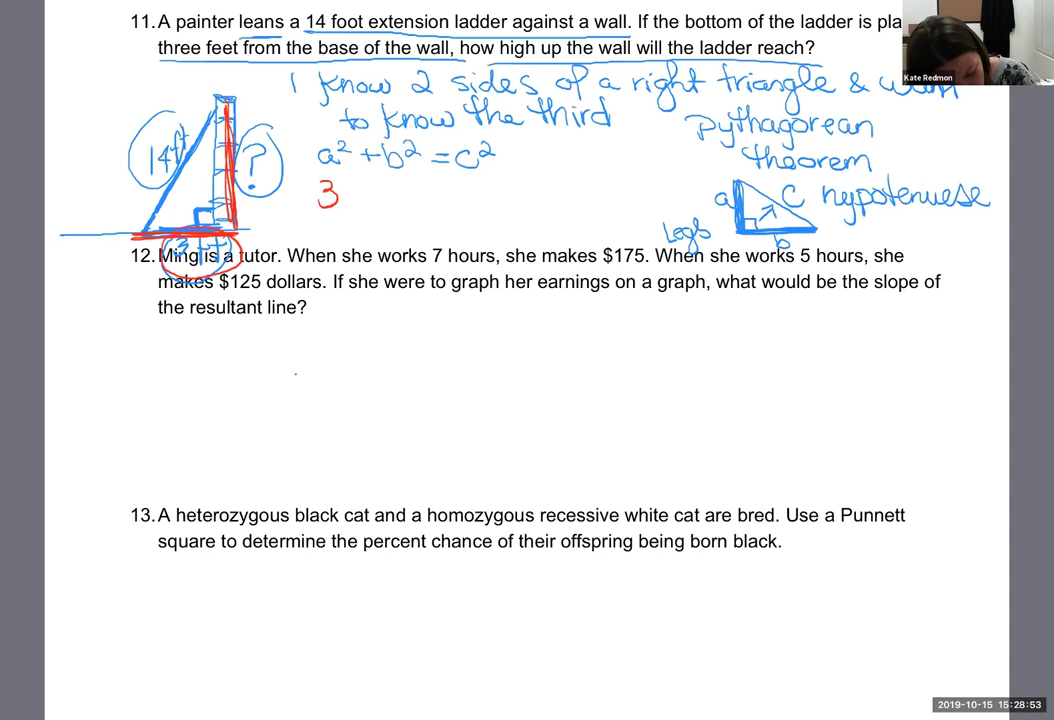 11. A painter leans a 14 foot extension ladder against a wall. If the bottom of the ladder is pla
three feet from the base of the wall, how high up the wall will the ladder reach?
Kate Redmon
I know 2 sides of a right triangle &
to know the third
pythagorean
theorem
14ft
?
a² + b² = c²
3
a
C hypotenuese
Legs
b
3 ft
12. Ming is a tutor. When she works 7 hours, she makes $175. When she works 5 hours, she
makes $125 dollars. If she were to graph her earnings on a graph, what would be the slope of
the resultant line?
13. A heterozygous black cat and a homozygous recessive white cat are bred. Use a Punnett
square to determine the percent chance of their offspring being born black.
2019-10-15 15:28:53